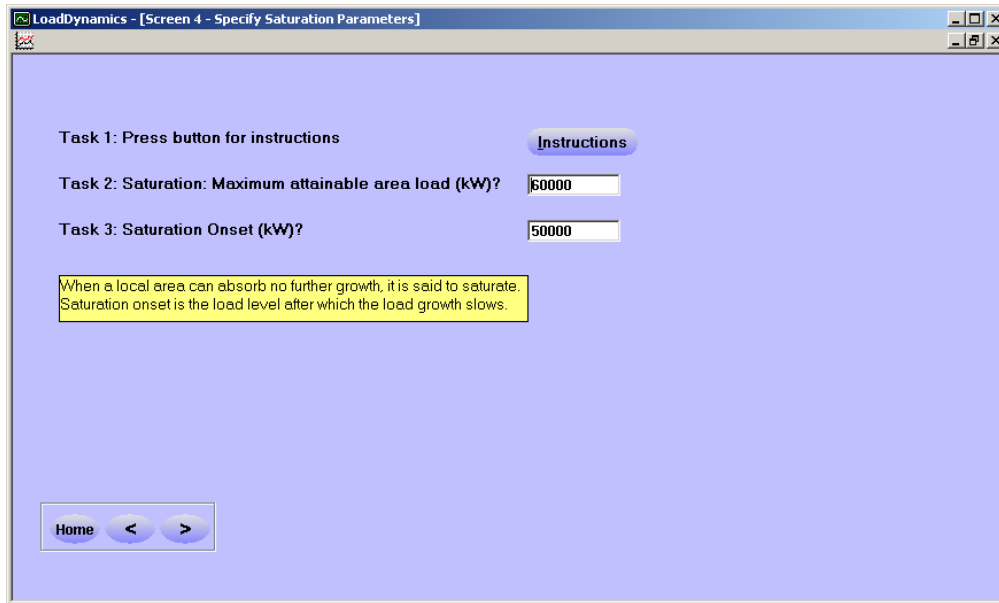 LoadDynamics - [Screen 4 - Specify Saturation Parameters]
Task 1: Press button for instructions
Instructions
Task 2: Saturation: Maximum attainable area load (kW)?
60000
Task 3: Saturation Onset (kW)?
50000
When a local area can absorb no further growth, it is said to saturate.
Saturation onset is the load level after which the load growth slows.
Home < >